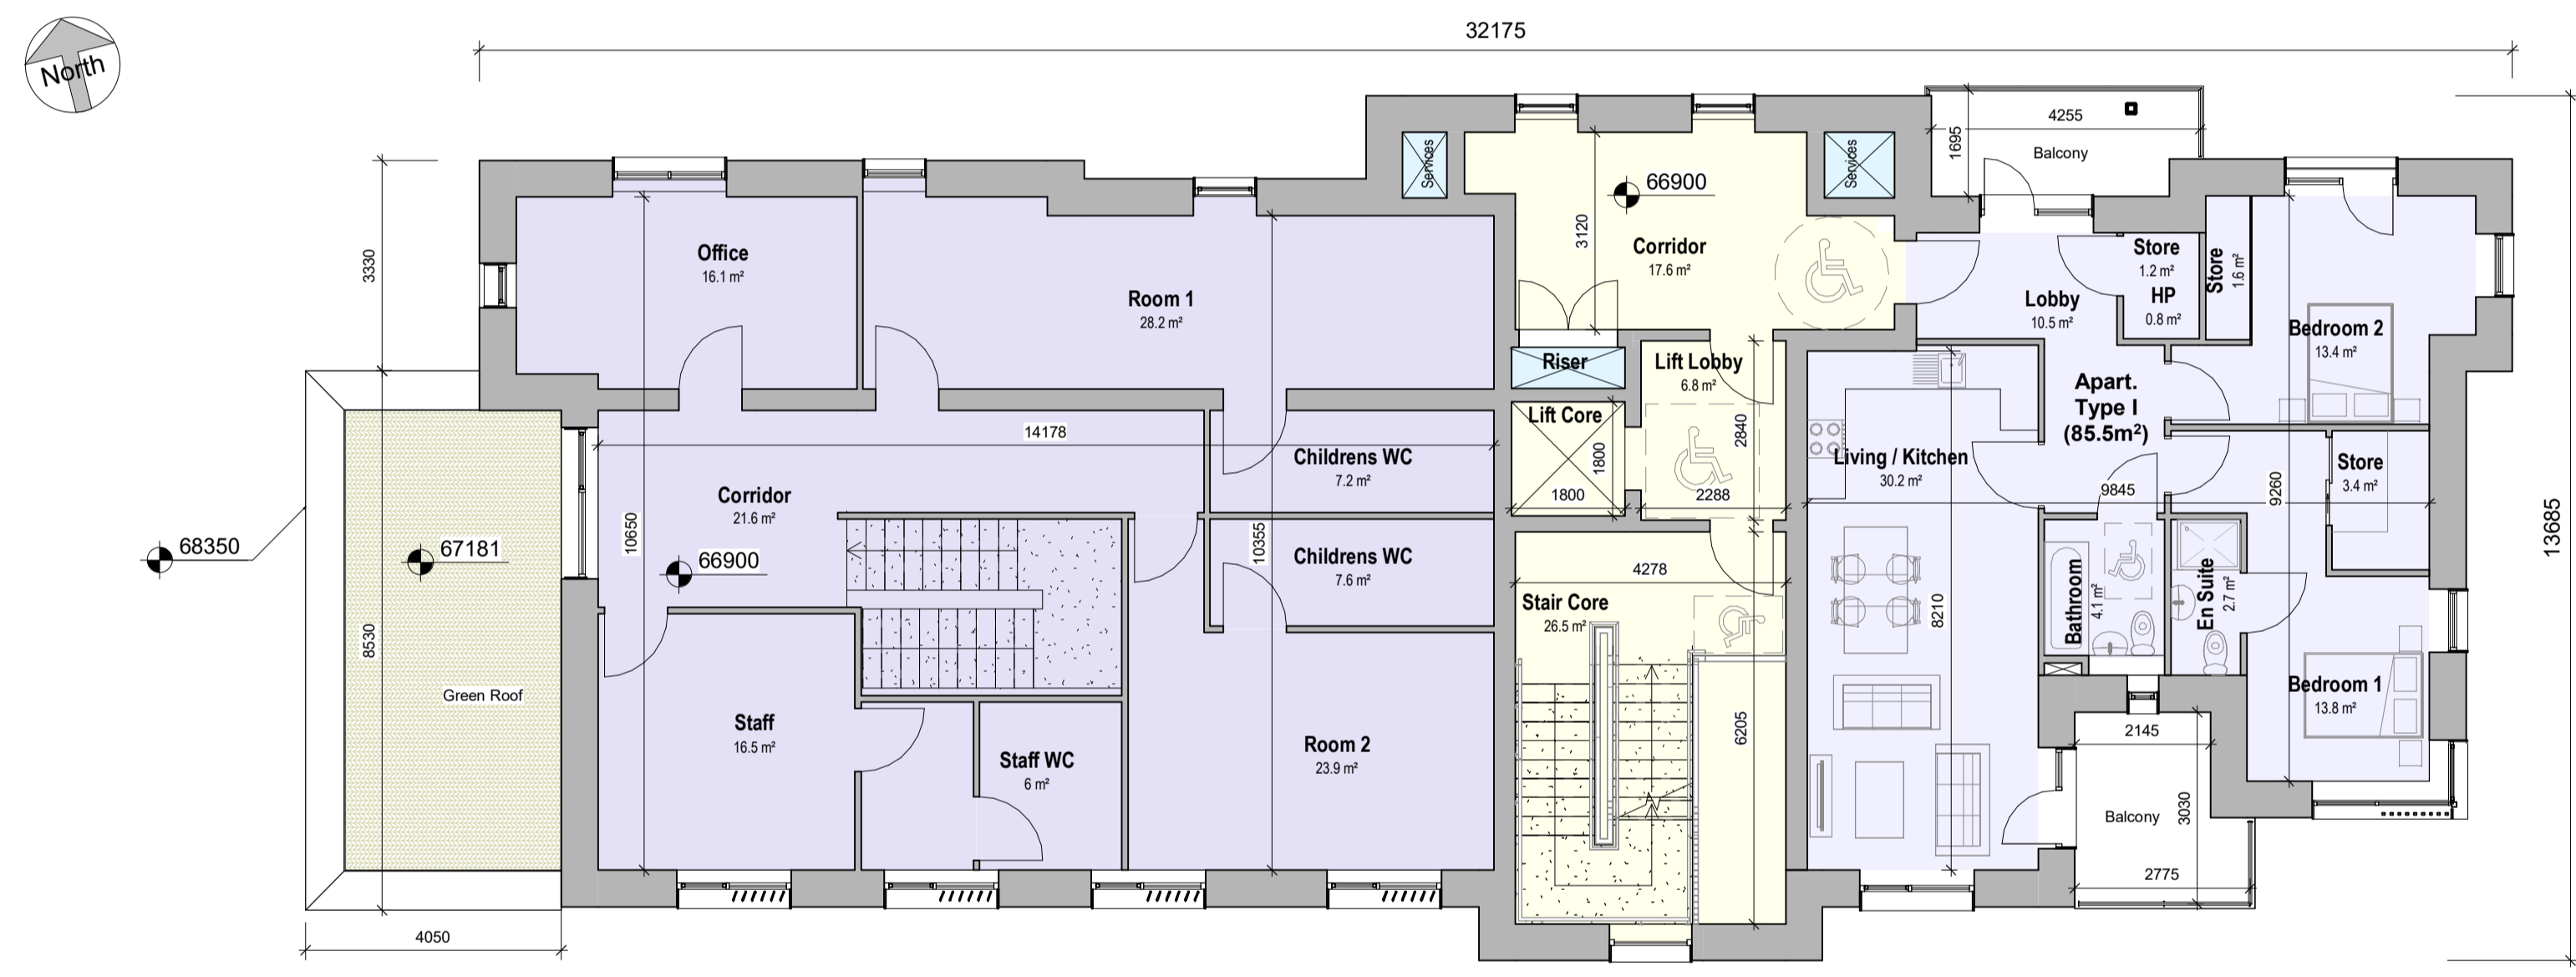 North
32175
4255
1695
Balcony
Services
Services
66900
3120
Corridor
17.6 m²
3330
Office
16.1 m²
Room 1
28.2 m²
Store
1.2 m²
HP
0.8 m²
Store
1.6 m²
Lobby
10.5 m²
Bedroom 2
13.4 m²
Riser
Lift Lobby
6.8 m²
Apart.
Type I
(85.5m²)
Lift Core
1800
1800
2840
2288
14178
Childrens WC
7.2 m²
Living / Kitchen
30.2 m²
9845
9260
Store
3.4 m²
13685
Corridor
21.6 m²
10650
66900
68350
67181
10355
Childrens WC
7.6 m²
4278
Stair Core
26.5 m²
8210
Bathroom
4.1 m²
En Suite
2.7 m²
8530
Green Roof
Staff
16.5 m²
Staff WC
6 m²
Room 2
23.9 m²
6205
Bedroom 1
13.8 m²
2145
Balcony
3030
2775
4050